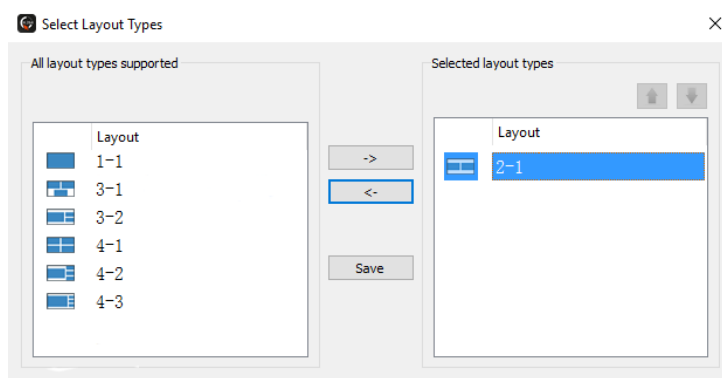 Select Layout Types
All layout types supported
Layout
1-1
3-1
3-2
4-1
4-2
4-3
->
<-
Save
Selected layout types
Layout
2-1